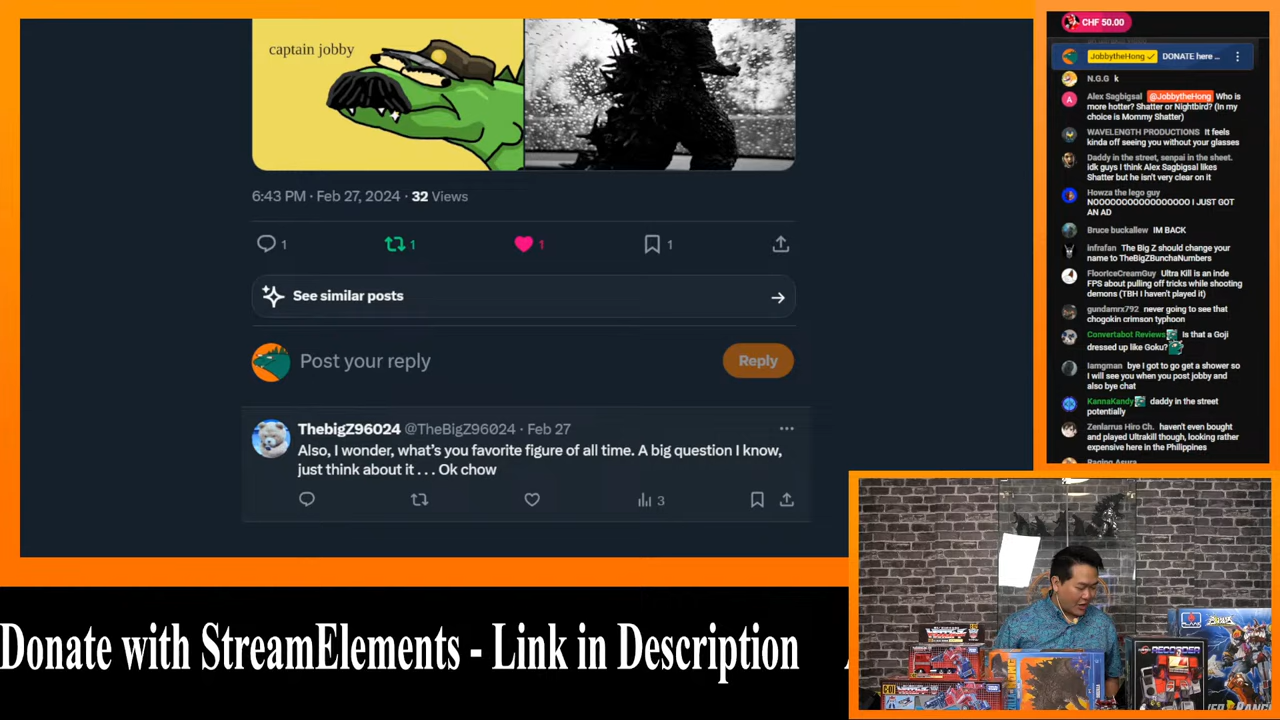 captain jobby
6:43 PM · Feb 27, 2024 · 32 Views
1
1
1
1
See similar posts
Post your reply
Reply
ThebigZ96024 @TheBigZ96024 · Feb 27
Also, I wonder, what's you favorite figure of all time. A big question I know,
just think about it . . . Ok chow
3
Donate with StreamElements - Link in Description
CHF 50.00
JobbytheHong DONATE here ...
N.G.G k
Alex Sagbigsal @JobbytheHong Who is
more hotter? Shatter or Nightbird? (In my
choice is Mommy Shatter)
WAVELENGTH PRODUCTIONS It feels
kinda off seeing you without your glasses
Daddy in the street, senpai in the sheet.
idk guys I think Alex Sagbigsal likes
Shatter but he isn't very clear on it
Howza the lego guy
NOOOOOOOOOOOOOOO I JUST GOT
AN AD
Bruce buckallew IM BACK
infrafan The Big Z should change your
name to TheBigZBunchaNumbers
FloorIceCreamGuy Ultra Kill is an inde
FPS about pulling off tricks while shooting
demons (TBH I haven't played it)
gundamrx792 never going to see that
chogokin crimson typhoon
Convertabot Reviews Is that a Goji
dressed up like Goku?
Iamgman bye I got to go get a shower so
I will see you when you post jobby and
also bye chat
KannaKandy daddy in the street
potentially
Zenlarrus Hiro Ch. haven't even bought
and played Ultrakill though, looking rather
expensive here in the Philippines
Raging Asura
RECORDER